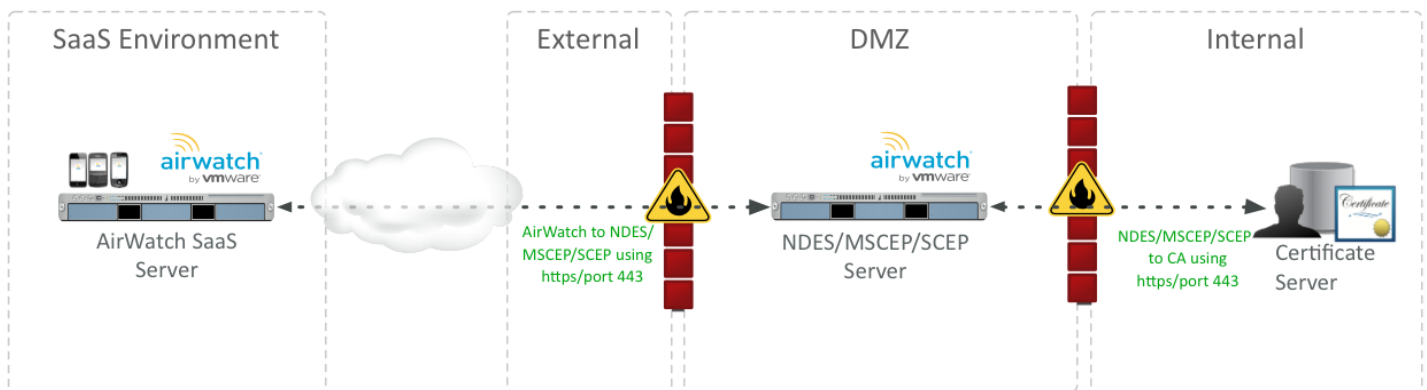 SaaS Environment
External
DMZ
Internal
airwatch
by vmware
AirWatch SaaS
Server
AirWatch to NDES/
MSCEP/SCEP using
https/port 443
airwatch
by vmware
NDES/MSCEP/SCEP
Server
NDES/MSCEP/SCEP
to CA using
https/port 443
Certificate
Certificate
Server